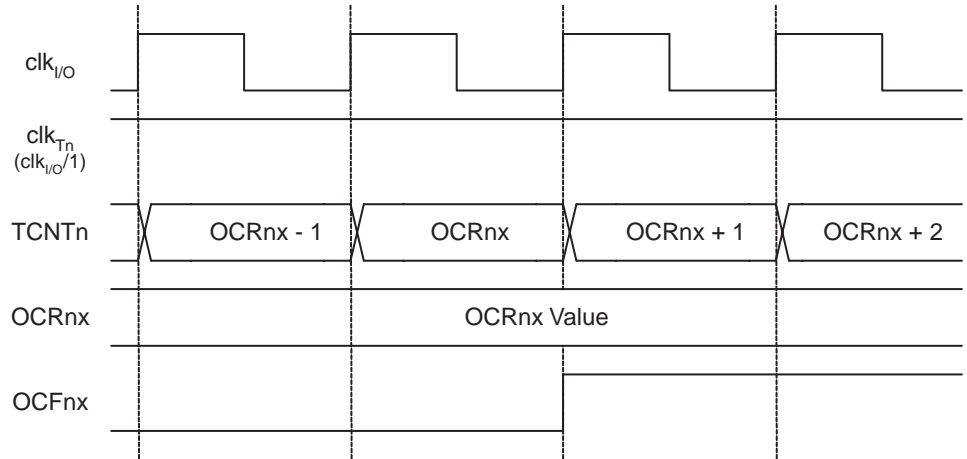 clkI/O
clkTn
(clkI/O/1)
TCNTn OCRnx - 1 OCRnx OCRnx + 1 OCRnx + 2
OCRnx OCRnx Value
OCFnx